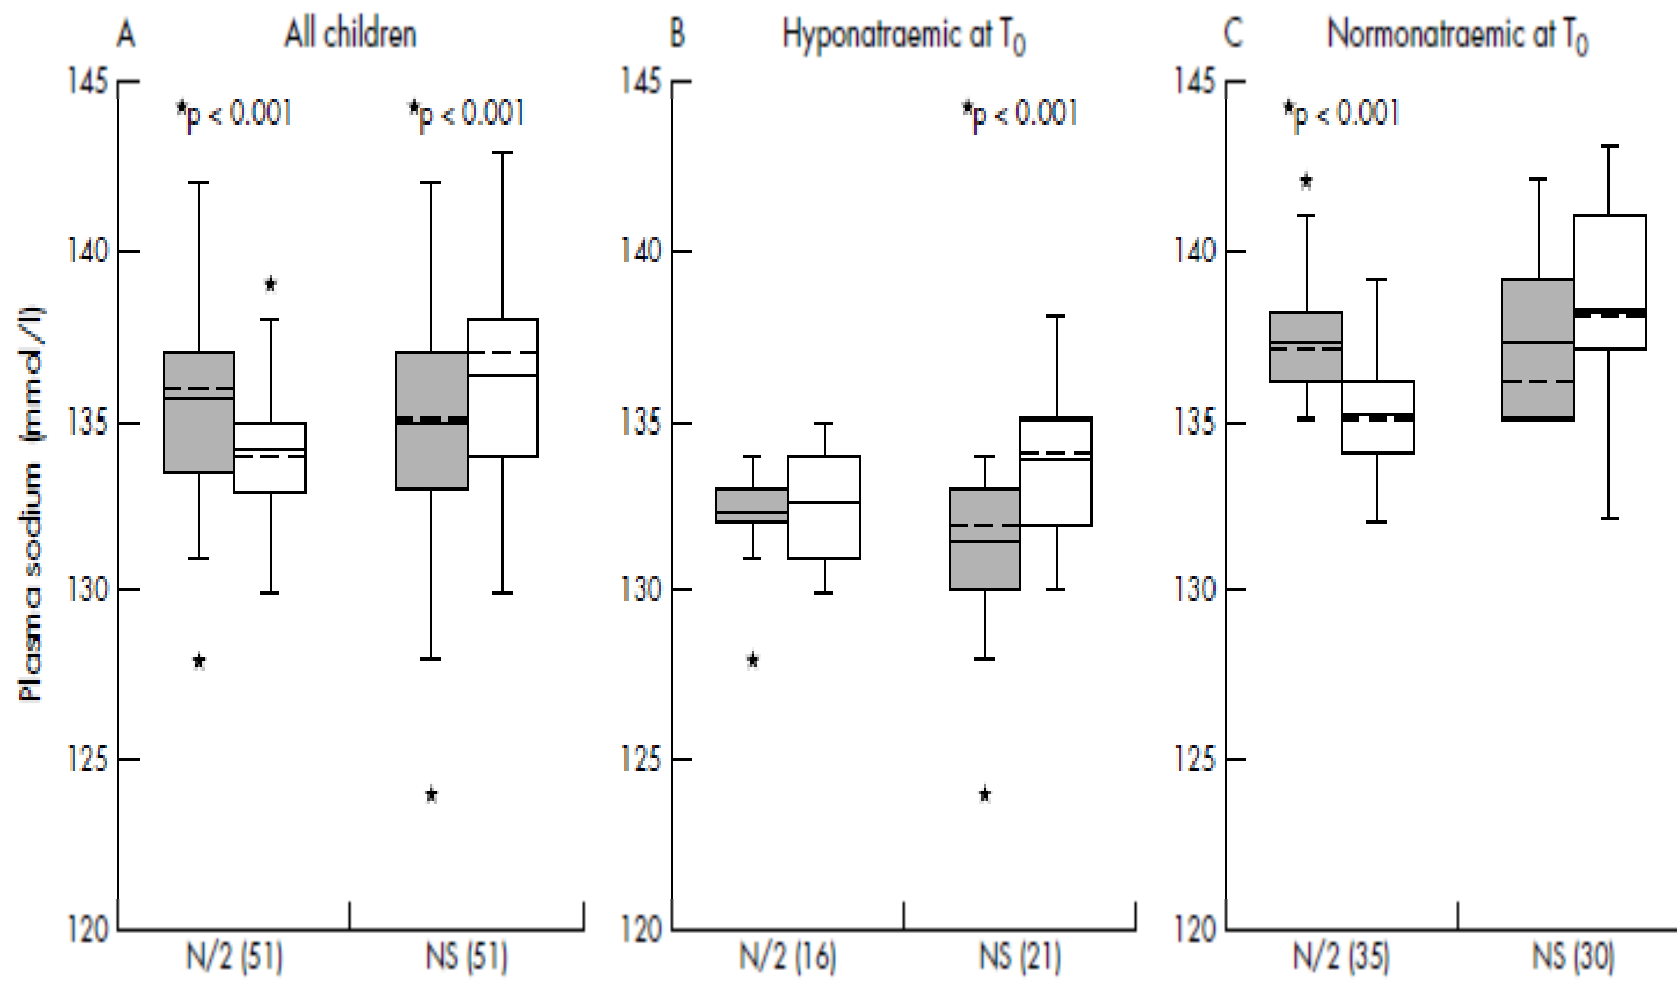 A All children
B Hyponatraemic at T0
C Normonatraemic at T0
Plasma sodium (mmol/l)
145
140
135
130
125
120
*p < 0.001
*p < 0.001
N/2 (51)
NS (51)
145
140
135
130
125
120
*p < 0.001
N/2 (16)
NS (21)
145
140
135
130
125
120
*p < 0.001
N/2 (35)
NS (30)